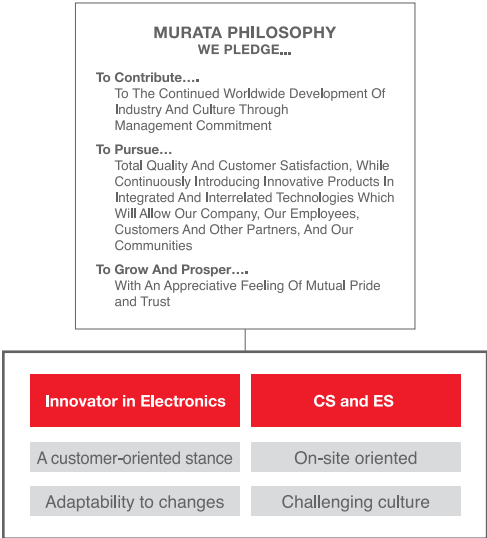 MURATA PHILOSOPHY
WE PLEDGE...
To Contribute….
To The Continued Worldwide Development Of
Industry And Culture Through
Management Commitment
To Pursue…
Total Quality And Customer Satisfaction, While
Continuously Introducing Innovative Products In
Integrated And Interrelated Technologies Which
Will Allow Our Company, Our Employees,
Customers And Other Partners, And Our
Communities
To Grow And Prosper….
With An Appreciative Feeling Of Mutual Pride
and Trust
Innovator in Electronics
CS and ES
A customer-oriented stance
On-site oriented
Adaptability to changes
Challenging culture